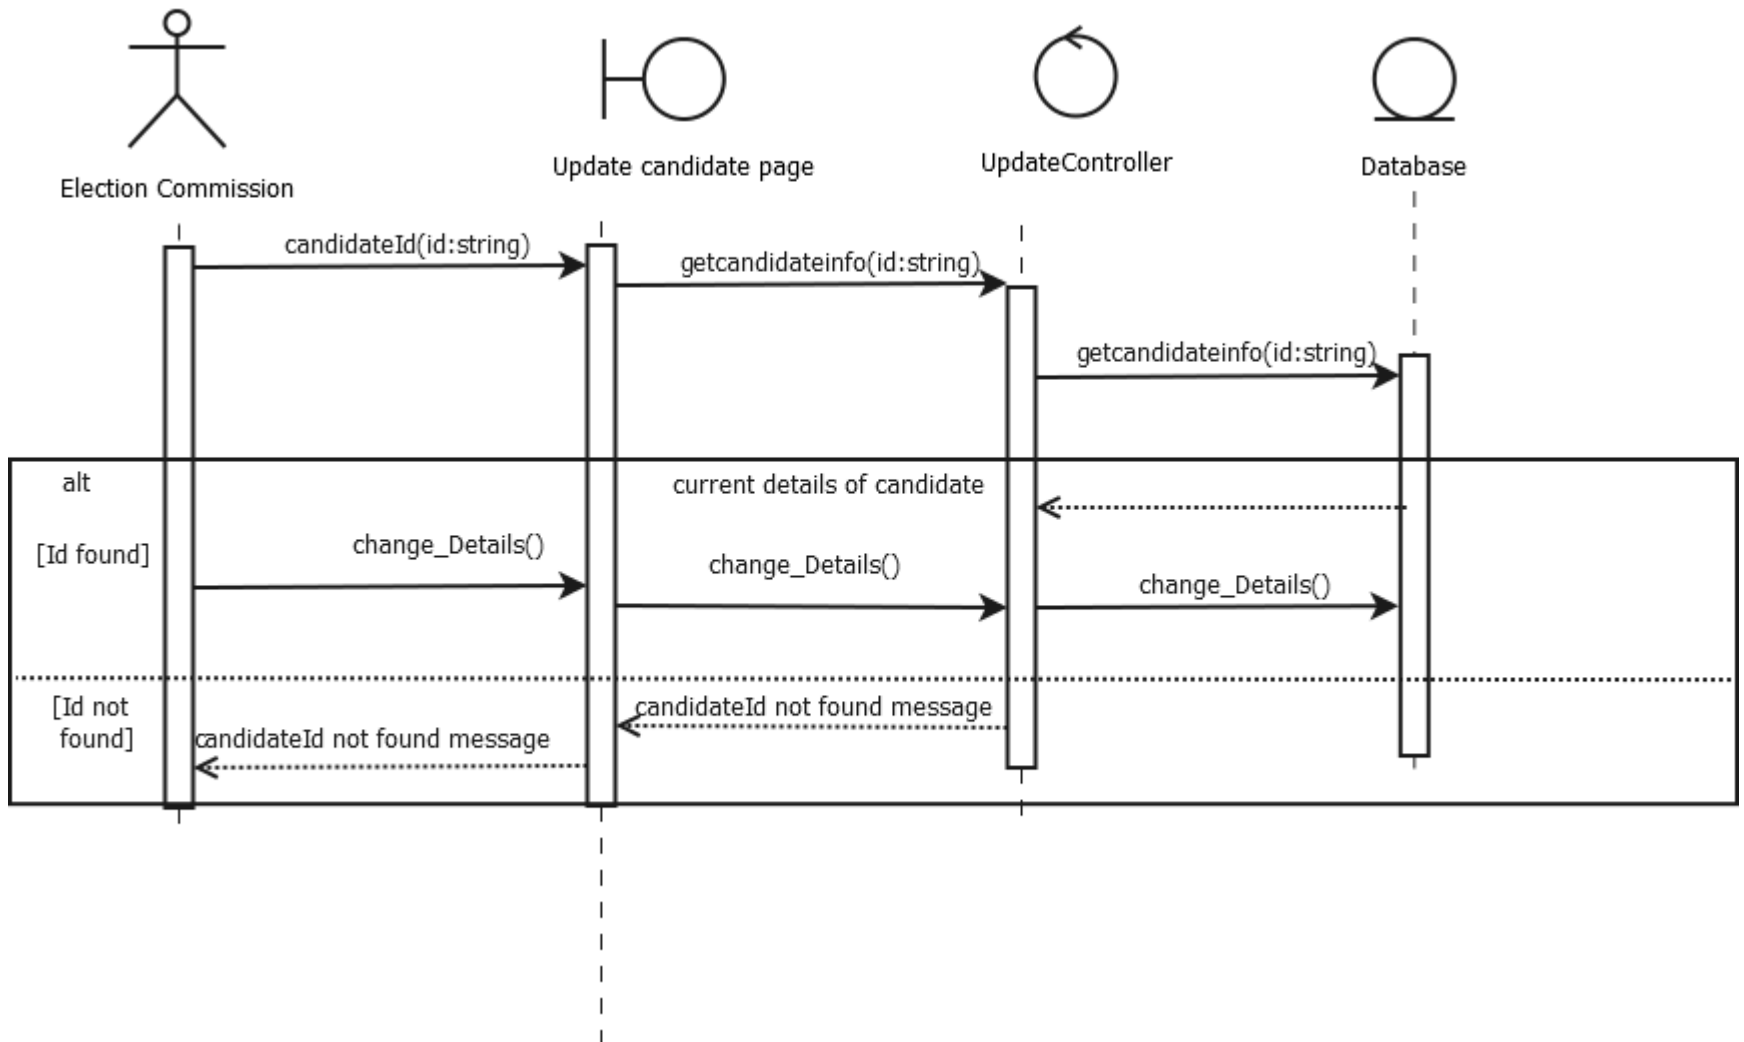 Election Commission
Update candidate page
UpdateController
Database
candidateId(id:string)
getcandidateinfo(id:string)
getcandidateinfo(id:string)
alt
current details of candidate
[Id found]
change_Details()
change_Details()
change_Details()
[Id not
found]
candidateId not found message
candidateId not found message